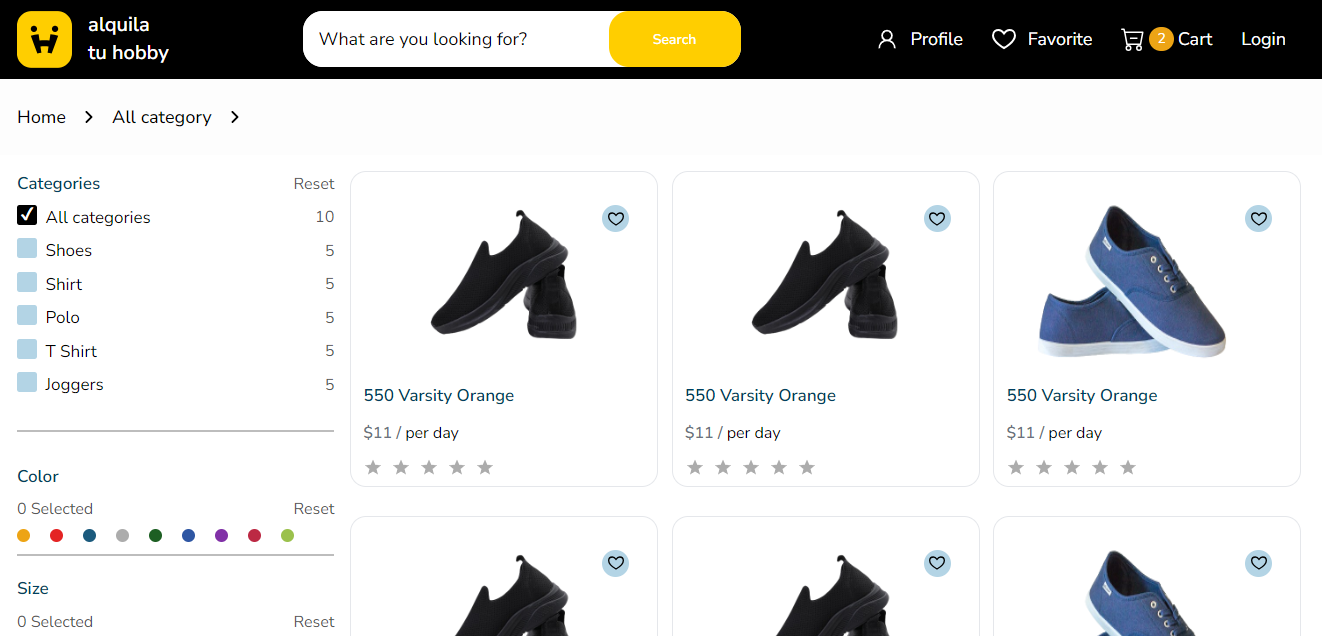 alquila
tu hobby
What are you looking for?
Search
Profile
Favorite
2
Cart
Login
Home
All category
Categories
Reset
All categories
10
Shoes
5
Shirt
5
Polo
5
T Shirt
5
Joggers
5
Color
0 Selected
Reset
Size
0 Selected
Reset
550 Varsity Orange
$11 / per day
550 Varsity Orange
$11 / per day
550 Varsity Orange
$11 / per day